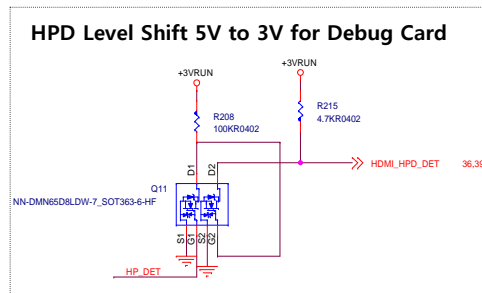 HPD Level Shift 5V to 3V for Debug Card
+3VRUN
+3VRUN
R208
100KR0402
R215
4.7KR0402
D1
D2
HDMI_HPD_DET
36,39
Q11
NN-DMN65D8LDW-7_SOT363-6-HF
S1
G1
S2
G2
HP_DET